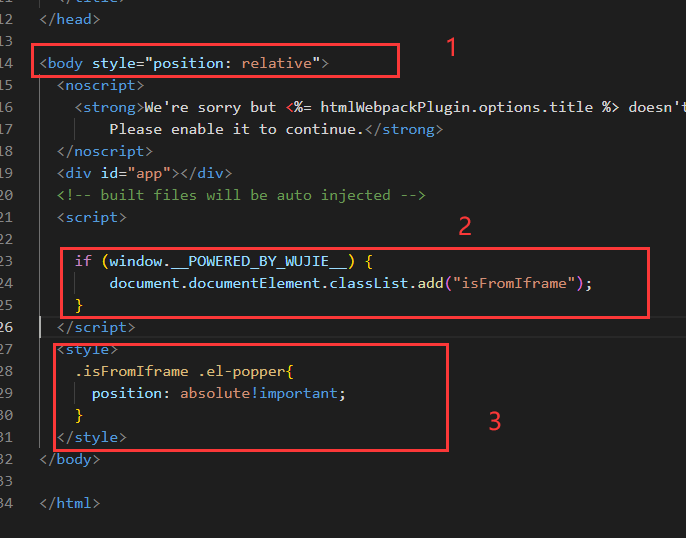 12 </head>
13
14 <body style="position: relative"> 1
15 <noscript>
16 <strong>We're sorry but <%= htmlWebpackPlugin.options.title %> doesn't
17 Please enable it to continue.</strong>
18 </noscript>
19 <div id="app"></div>
20 <!-- built files will be auto injected -->
21 <script>
22 2
23 if (window.__POWERED_BY_WUJIE__) {
24 document.documentElement.classList.add("isFromIframe");
25 }
26 </script>
27 <style>
28 .isFromIframe .el-popper{
29 position: absolute!important;
30 } 3
31 </style>
32 </body>
33
34 </html>